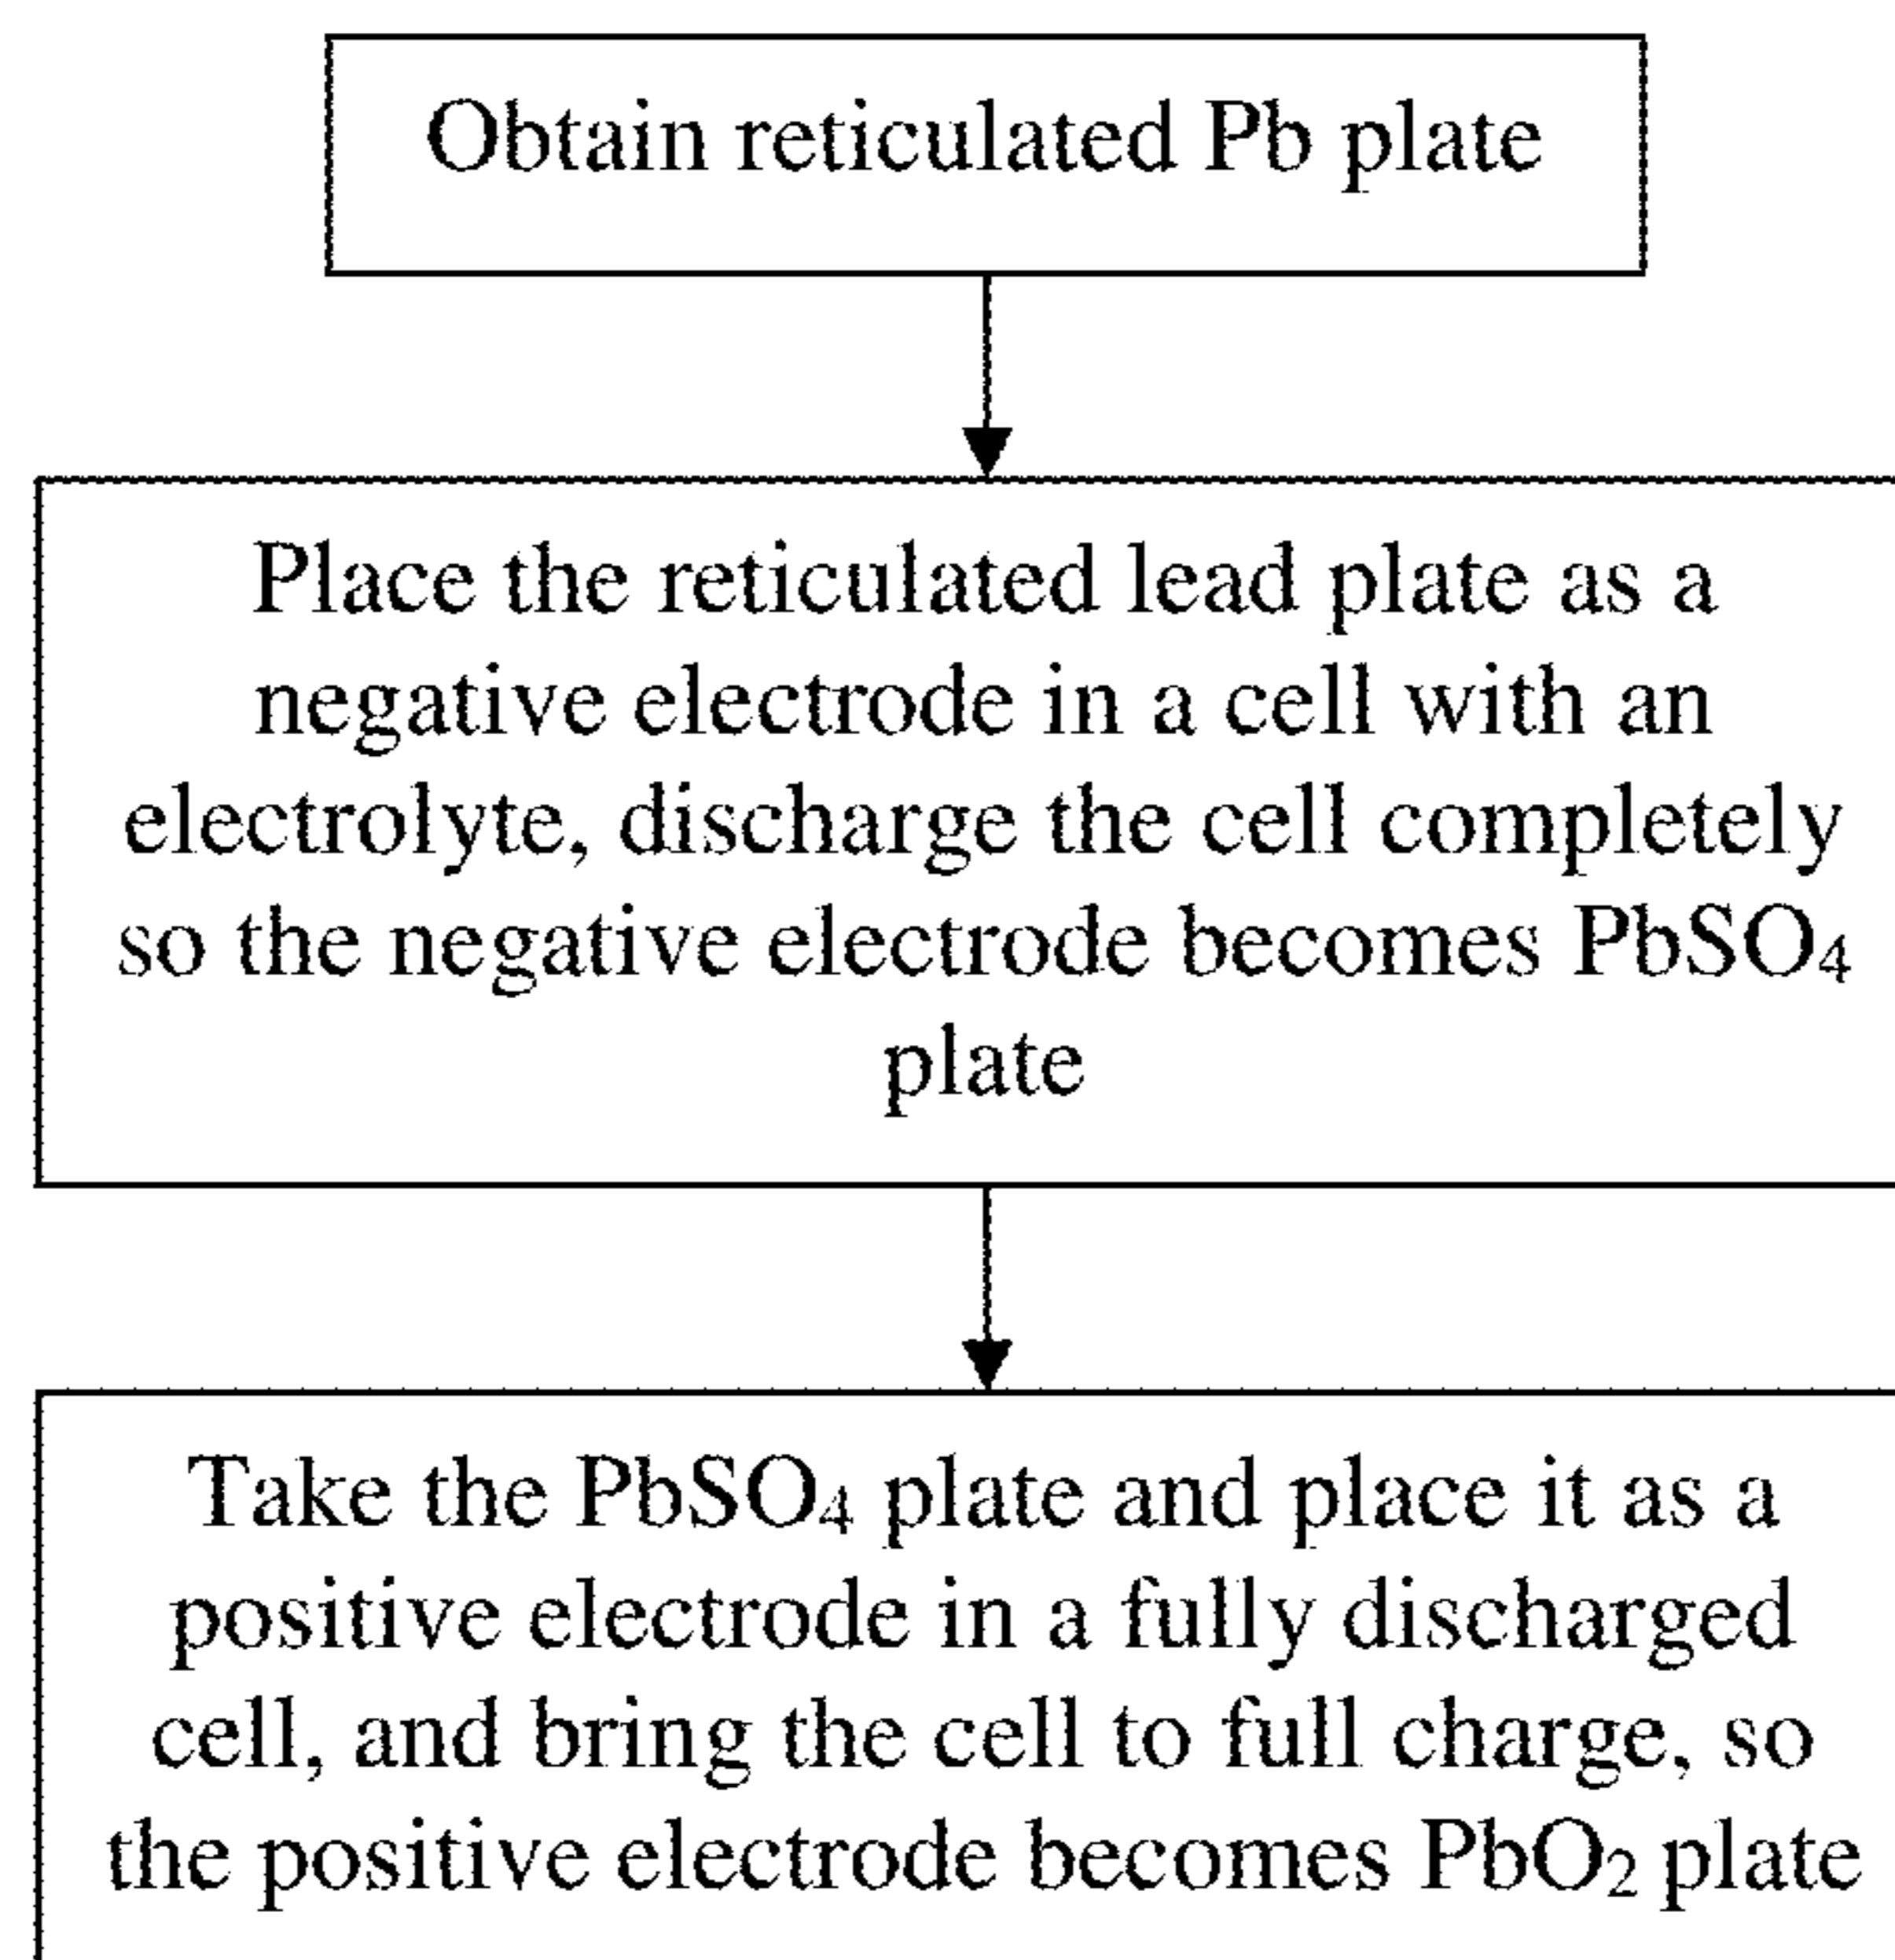 Obtain reticulated Pb plate
Place the reticulated lead plate as a
negative electrode in a cell with an
electrolyte, discharge the cell completely
so the negative electrode becomes PbSO₄
plate
Take the PbSO₄ plate and place it as a
positive electrode in a fully discharged
cell, and bring the cell to full charge, so
the positive electrode becomes PbO₂ plate